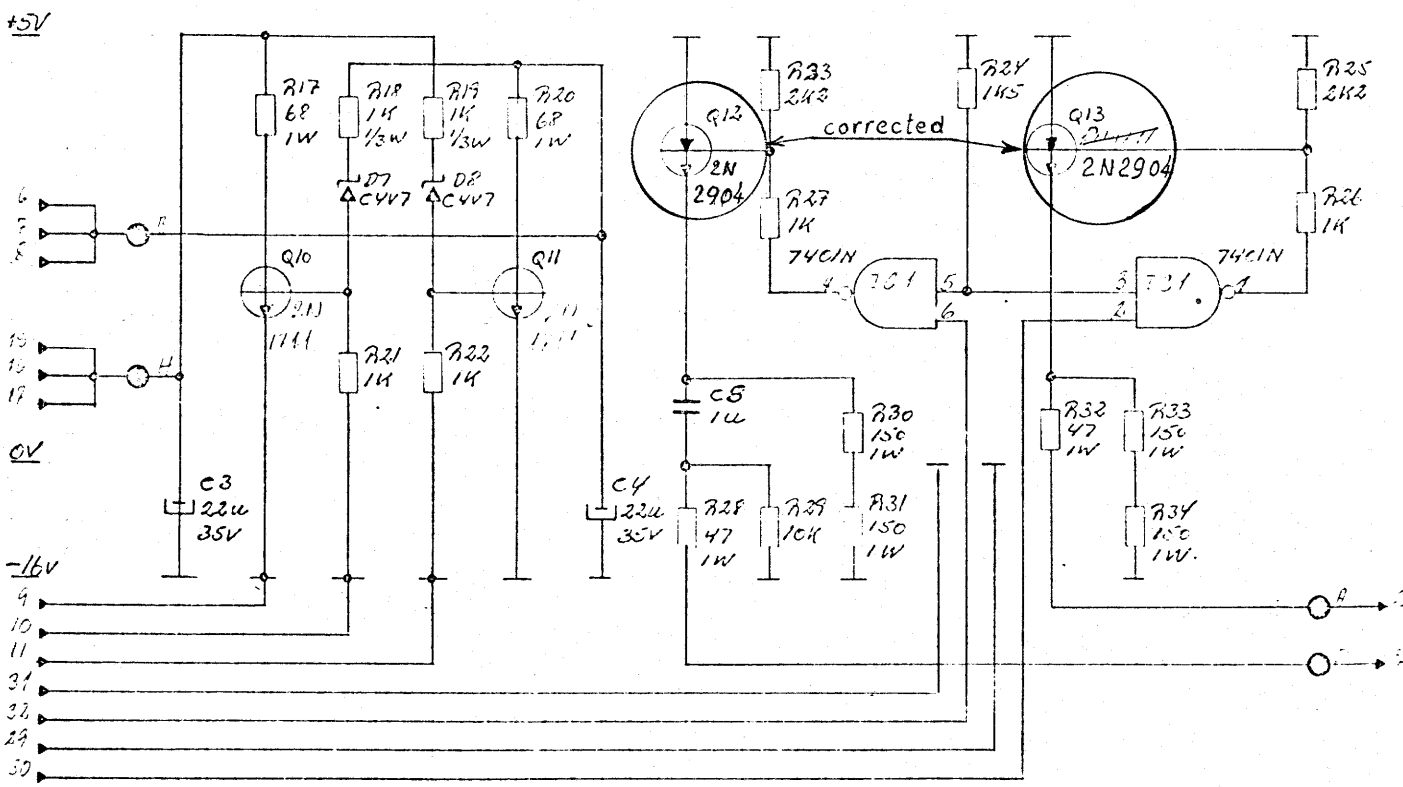 +5V
R17
68
1W
R18
1K
1/3W
R19
1K
1/3W
R20
68
1W
Q12
2N
2904
R23
2K2
corrected
R24
1K5
Q13
2N2904
R25
2K2
D7
C4V7
D8
C4V7
R27
1K
R26
1K
6
7
8
Q10
2N
1711
Q11
7401N
IC1
4
5
6
7401N
IC1
3
2
1
16
17
H
R21
1K
R22
1K
C5
1u
R30
150
1W
R32
47
1W
R33
150
1W
0V
C3
22u
35V
C4
22u
35V
R28
47
1W
R29
10K
R31
150
1W
R34
150
1W.
-16V
9
10
11
31
32
29
30
A